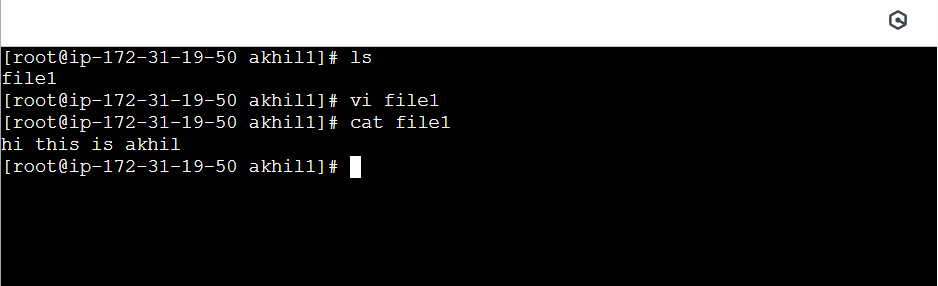 [root@ip-172-31-19-50 akhil1]# ls
file1
[root@ip-172-31-19-50 akhil1]# vi file1
[root@ip-172-31-19-50 akhil1]# cat file1
hi this is akhil
[root@ip-172-31-19-50 akhil1]#